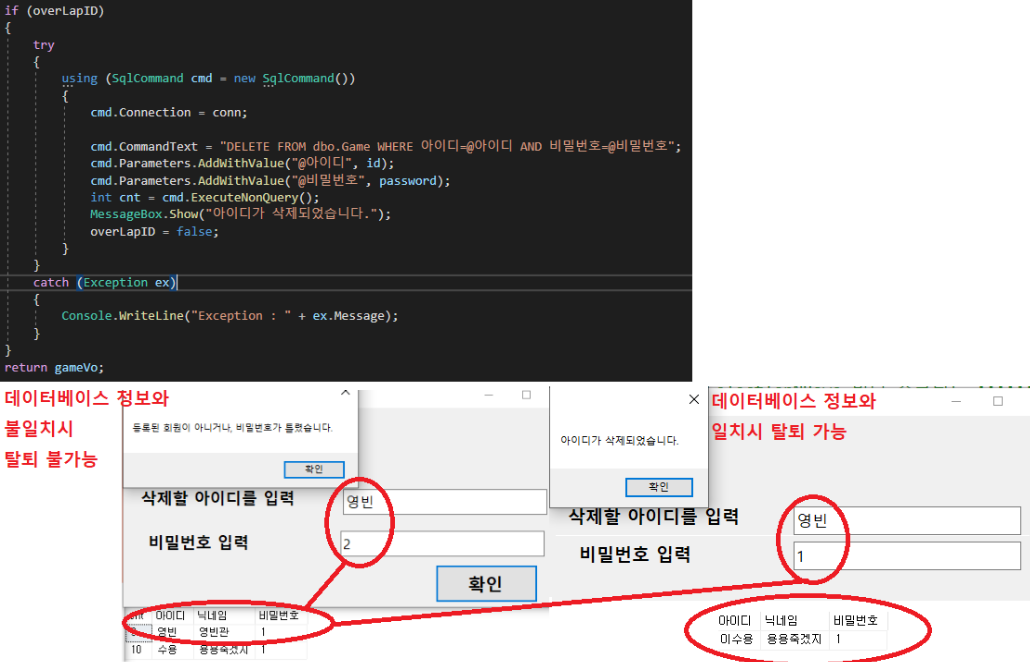 if (overLapID)
{
try
{
using (SqlCommand cmd = new SqlCommand())
{
cmd.Connection = conn;
cmd.CommandText = "DELETE FROM dbo.Game WHERE 아이디=@아이디 AND 비밀번호=@비밀번호";
cmd.Parameters.AddWithValue("@아이디", id);
cmd.Parameters.AddWithValue("@비밀번호", password);
int cnt = cmd.ExecuteNonQuery();
MessageBox.Show("아이디가 삭제되었습니다.");
overLapID = false;
}
}
catch (Exception ex)
{
Console.WriteLine("Exception : " + ex.Message);
}
}
return gameVo;
데이터베이스 정보와
불일치시
탈퇴 불가능
등록된 회원이 아니거나, 비밀번호가 틀렸습니다.
확인
삭제할 아이디를 입력
영빈
비밀번호 입력
2
확인
아이디 닉네임 비밀번호
영빈 영빈관 1
10 수용 용용죽겠지 1
데이터베이스 정보와
일치시 탈퇴 가능
아이디가 삭제되었습니다.
확인
삭제할 아이디를 입력
영빈
비밀번호 입력
1
아이디 닉네임 비밀번호
이수용 용용죽겠지 1